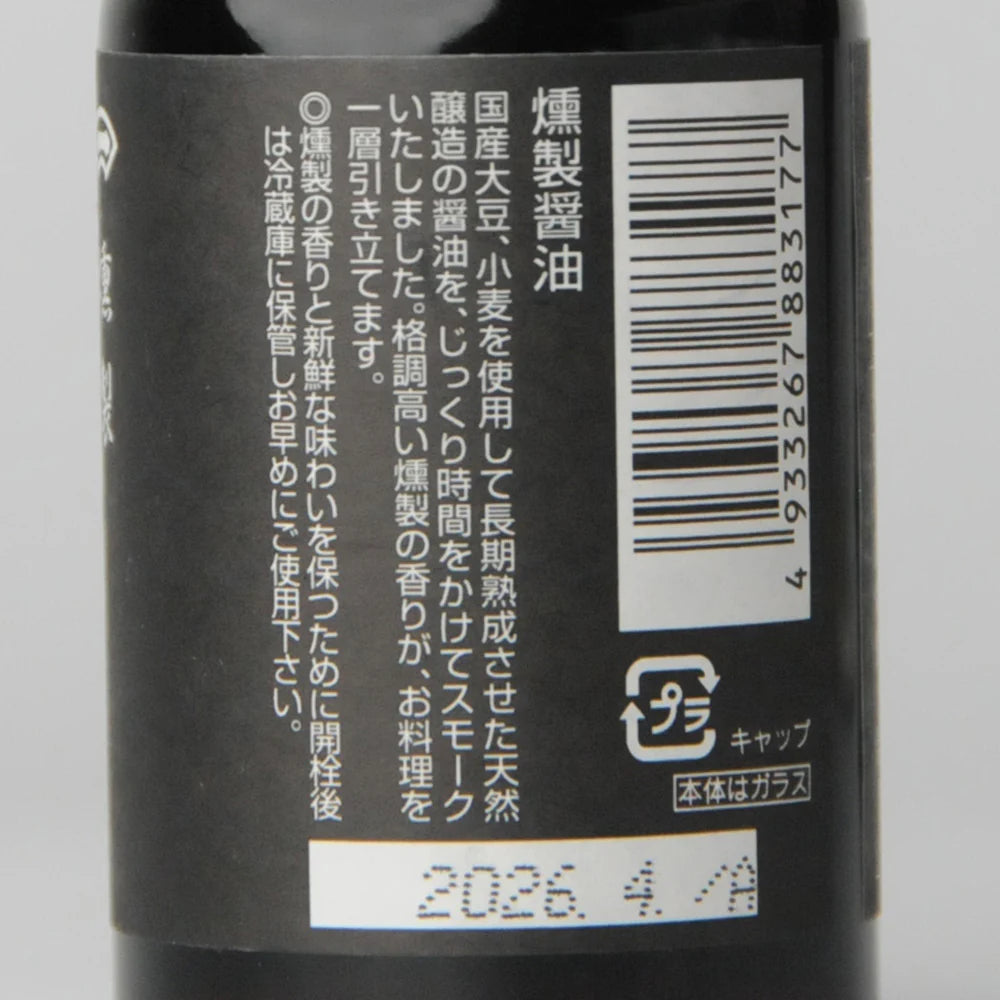 4933267883177
燻製醤油
国産大豆、小麦を使用して長期熟成させた天然
醸造の醤油を、じっくり時間をかけてスモーク
いたしました。格調高い燻製の香りが、お料理を
一層引き立てます。
◎燻製の香りと新鮮な味わいを保つために開栓後
は冷蔵庫に保管しお早めにご使用下さい。
プラ
キャップ
本体はガラス
2026. 4.